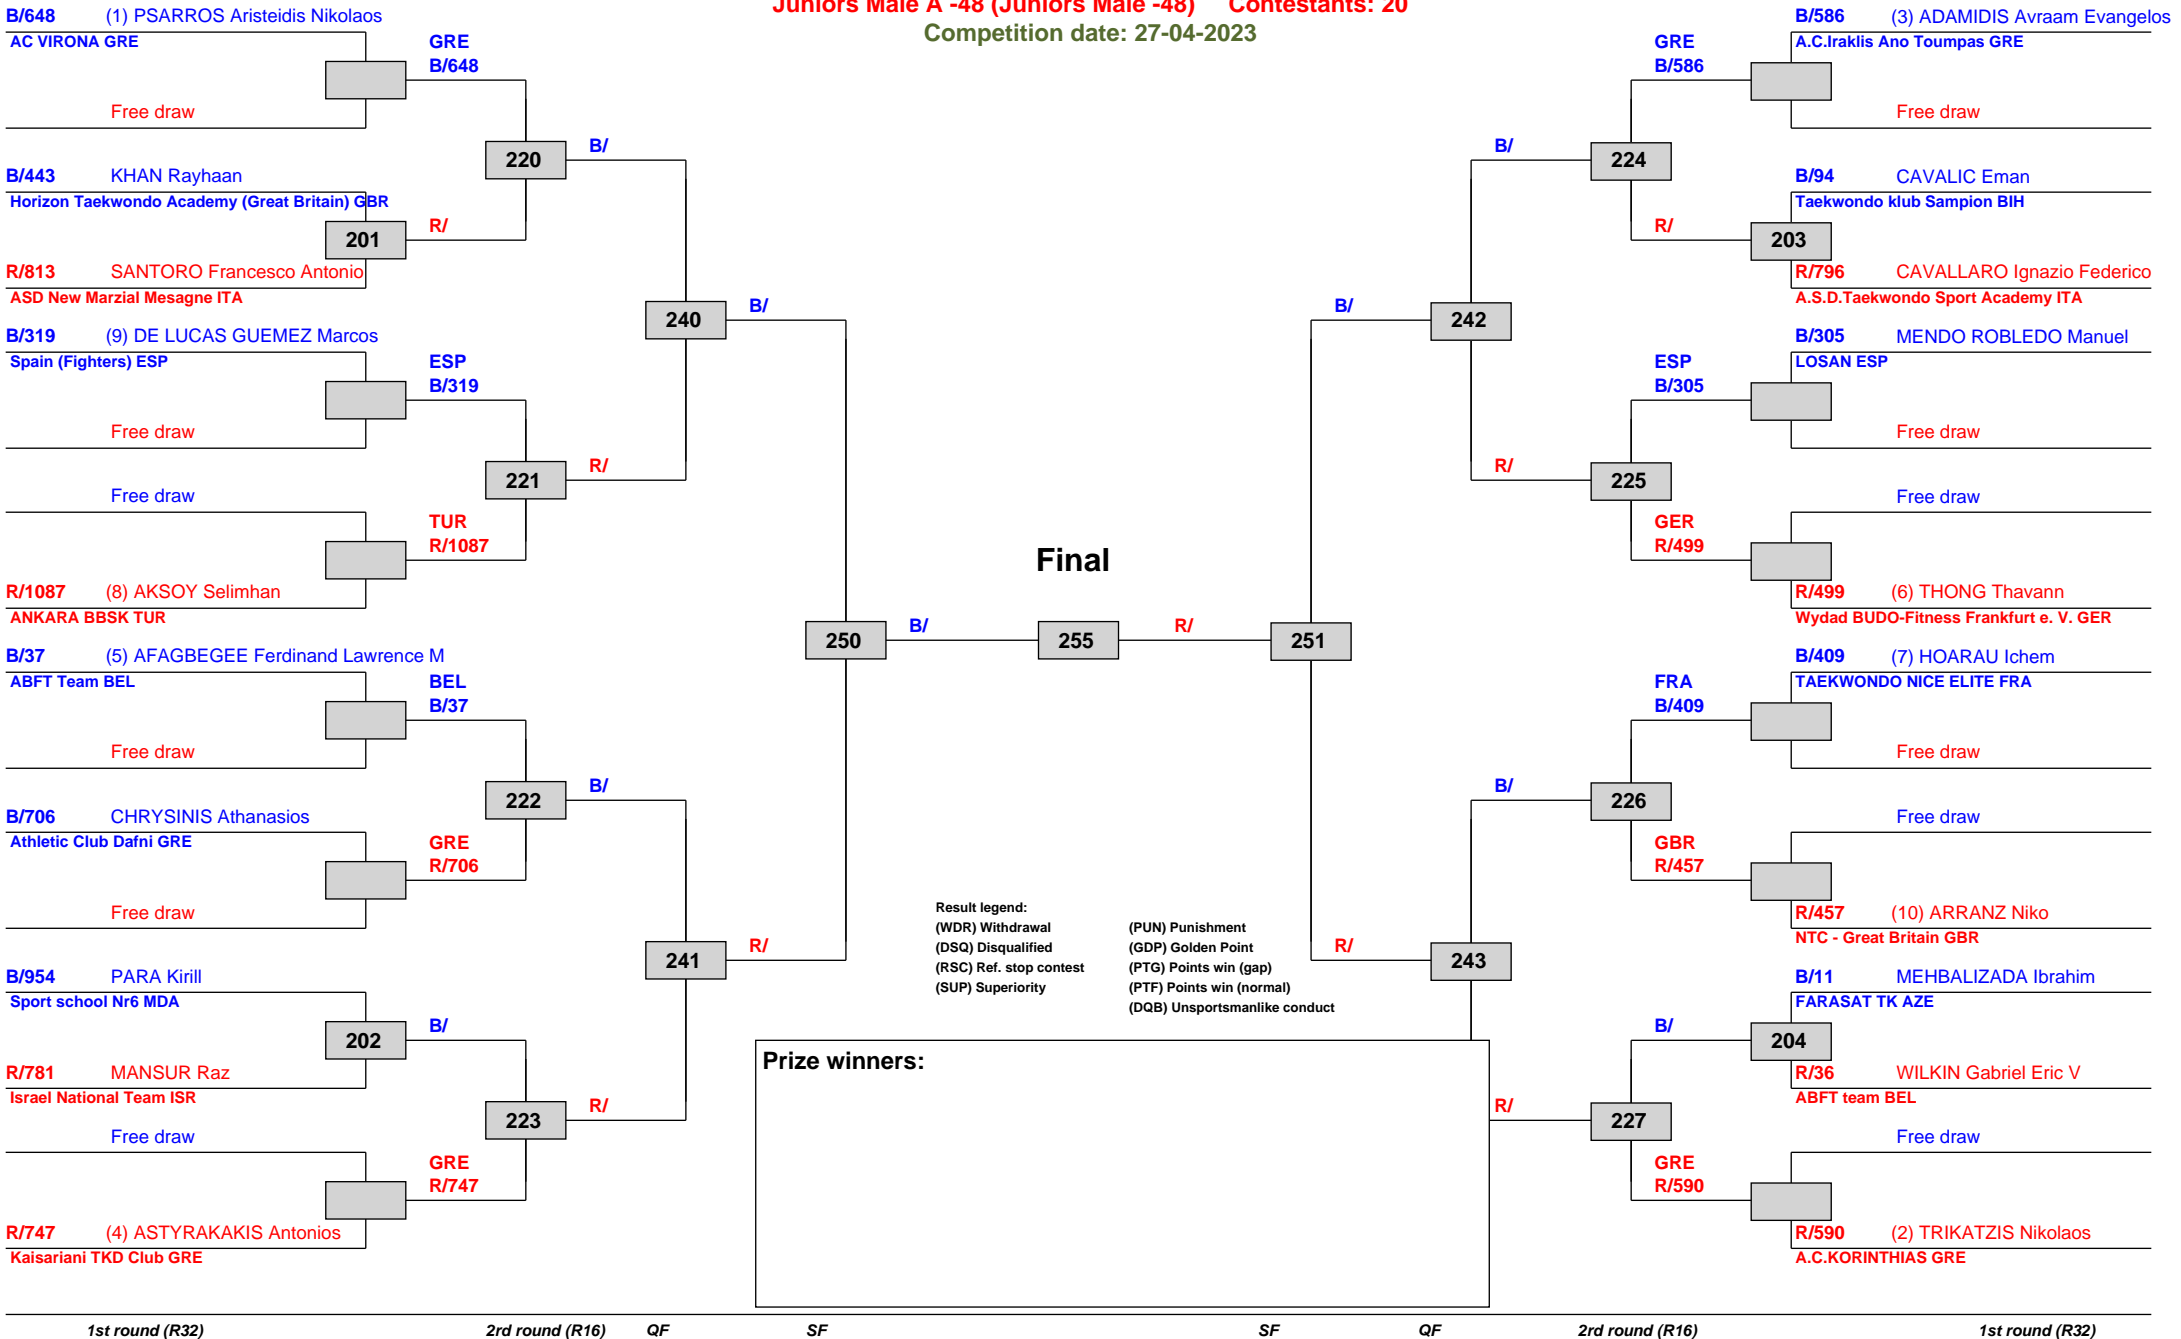 Juniors Male A -48 (Juniors Male -48) Contestants: 20
Competition date: 27-04-2023
B/648 (1) PSARROS Aristeidis Nikolaos
AC VIRONA GRE
GRE
B/648
Free draw
220
B/
B/443 KHAN Rayhaan
Horizon Taekwondo Academy (Great Britain) GBR
201
R/
R/813 SANTORO Francesco Antonio
ASD New Marzial Mesagne ITA
240
B/
B/319 (9) DE LUCAS GUEMEZ Marcos
Spain (Fighters) ESP
ESP
B/319
Free draw
221
R/
Free draw
TUR
R/1087
R/1087 (8) AKSOY Selimhan
ANKARA BBSK TUR
250
B/
B/37 (5) AFAGBEGEE Ferdinand Lawrence M
ABFT Team BEL
BEL
B/37
Free draw
222
B/
B/706 CHRYSINIS Athanasios
Athletic Club Dafni GRE
GRE
R/706
Free draw
241
R/
B/954 PARA Kirill
Sport school Nr6 MDA
202
B/
R/781 MANSUR Raz
Israel National Team ISR
223
R/
Free draw
GRE
R/747
R/747 (4) ASTYRAKAKIS Antonios
Kaisariani TKD Club GRE
Final
255
R/
251
B/586 (3) ADAMIDIS Avraam Evangelos
A.C.Iraklis Ano Toumpas GRE
GRE
B/586
Free draw
B/
224
B/94 CAVALIC Eman
Taekwondo klub Sampion BIH
R/
203
R/796 CAVALLARO Ignazio Federico
A.S.D.Taekwondo Sport Academy ITA
B/
242
B/305 MENDO ROBLEDO Manuel
LOSAN ESP
ESP
B/305
Free draw
R/
225
Free draw
GER
R/499
R/499 (6) THONG Thavann
Wydad BUDO-Fitness Frankfurt e. V. GER
B/409 (7) HOARAU Ichem
TAEKWONDO NICE ELITE FRA
FRA
B/409
Free draw
B/
226
Free draw
GBR
R/457
R/457 (10) ARRANZ Niko
NTC - Great Britain GBR
R/
243
B/11 MEHBALIZADA Ibrahim
FARASAT TK AZE
B/
204
R/36 WILKIN Gabriel Eric V
ABFT team BEL
R/
227
Free draw
GRE
R/590
R/590 (2) TRIKATZIS Nikolaos
A.C.KORINTHIAS GRE
Result legend:
(WDR) Withdrawal (PUN) Punishment
(DSQ) Disqualified (GDP) Golden Point
(RSC) Ref. stop contest (PTG) Points win (gap)
(SUP) Superiority (PTF) Points win (normal)
(DQB) Unsportsmanlike conduct
Prize winners:
1st round (R32) 2rd round (R16) QF SF SF QF 2rd round (R16) 1st round (R32)